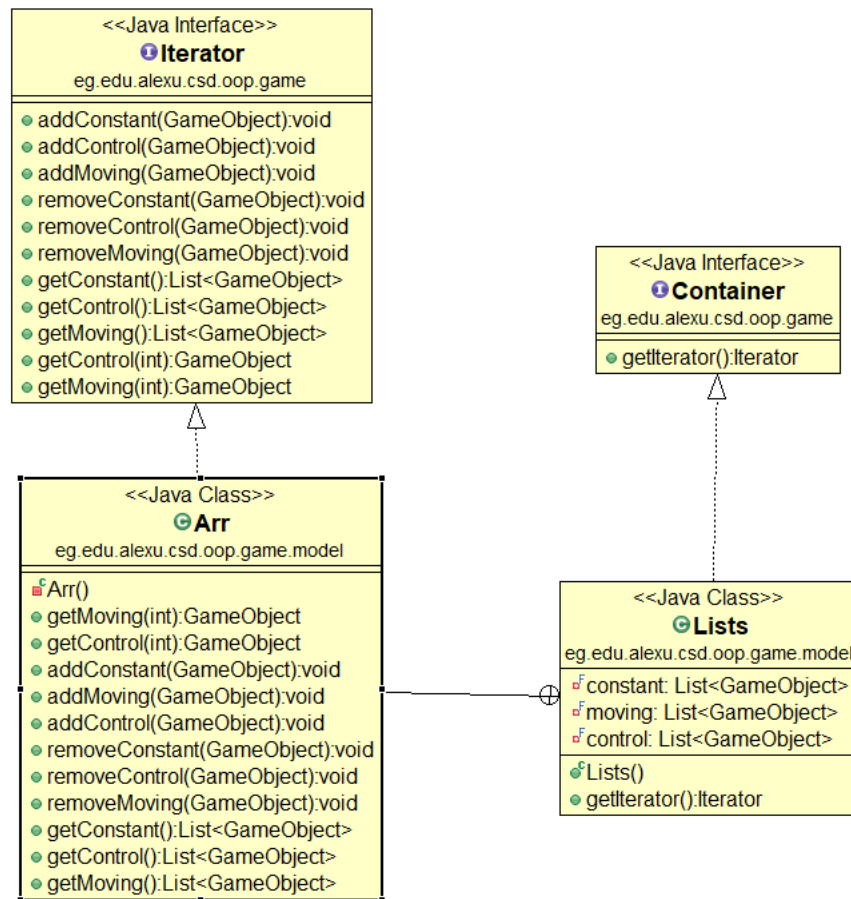 <<Java Interface>>
Iterator
eg.edu.alexu.csd.oop.game
addConstant(GameObject):void
addControl(GameObject):void
addMoving(GameObject):void
removeConstant(GameObject):void
removeControl(GameObject):void
removeMoving(GameObject):void
getConstant():List<GameObject>
getControl():List<GameObject>
getMoving():List<GameObject>
getControl(int):GameObject
getMoving(int):GameObject
<<Java Interface>>
Container
eg.edu.alexu.csd.oop.game
getIterator():Iterator
<<Java Class>>
Arr
eg.edu.alexu.csd.oop.game.model
Arr()
getMoving(int):GameObject
getControl(int):GameObject
addConstant(GameObject):void
addMoving(GameObject):void
addControl(GameObject):void
removeConstant(GameObject):void
removeControl(GameObject):void
removeMoving(GameObject):void
getConstant():List<GameObject>
getControl():List<GameObject>
getMoving():List<GameObject>
<<Java Class>>
Lists
eg.edu.alexu.csd.oop.game.model
constant: List<GameObject>
moving: List<GameObject>
control: List<GameObject>
Lists()
getIterator():Iterator